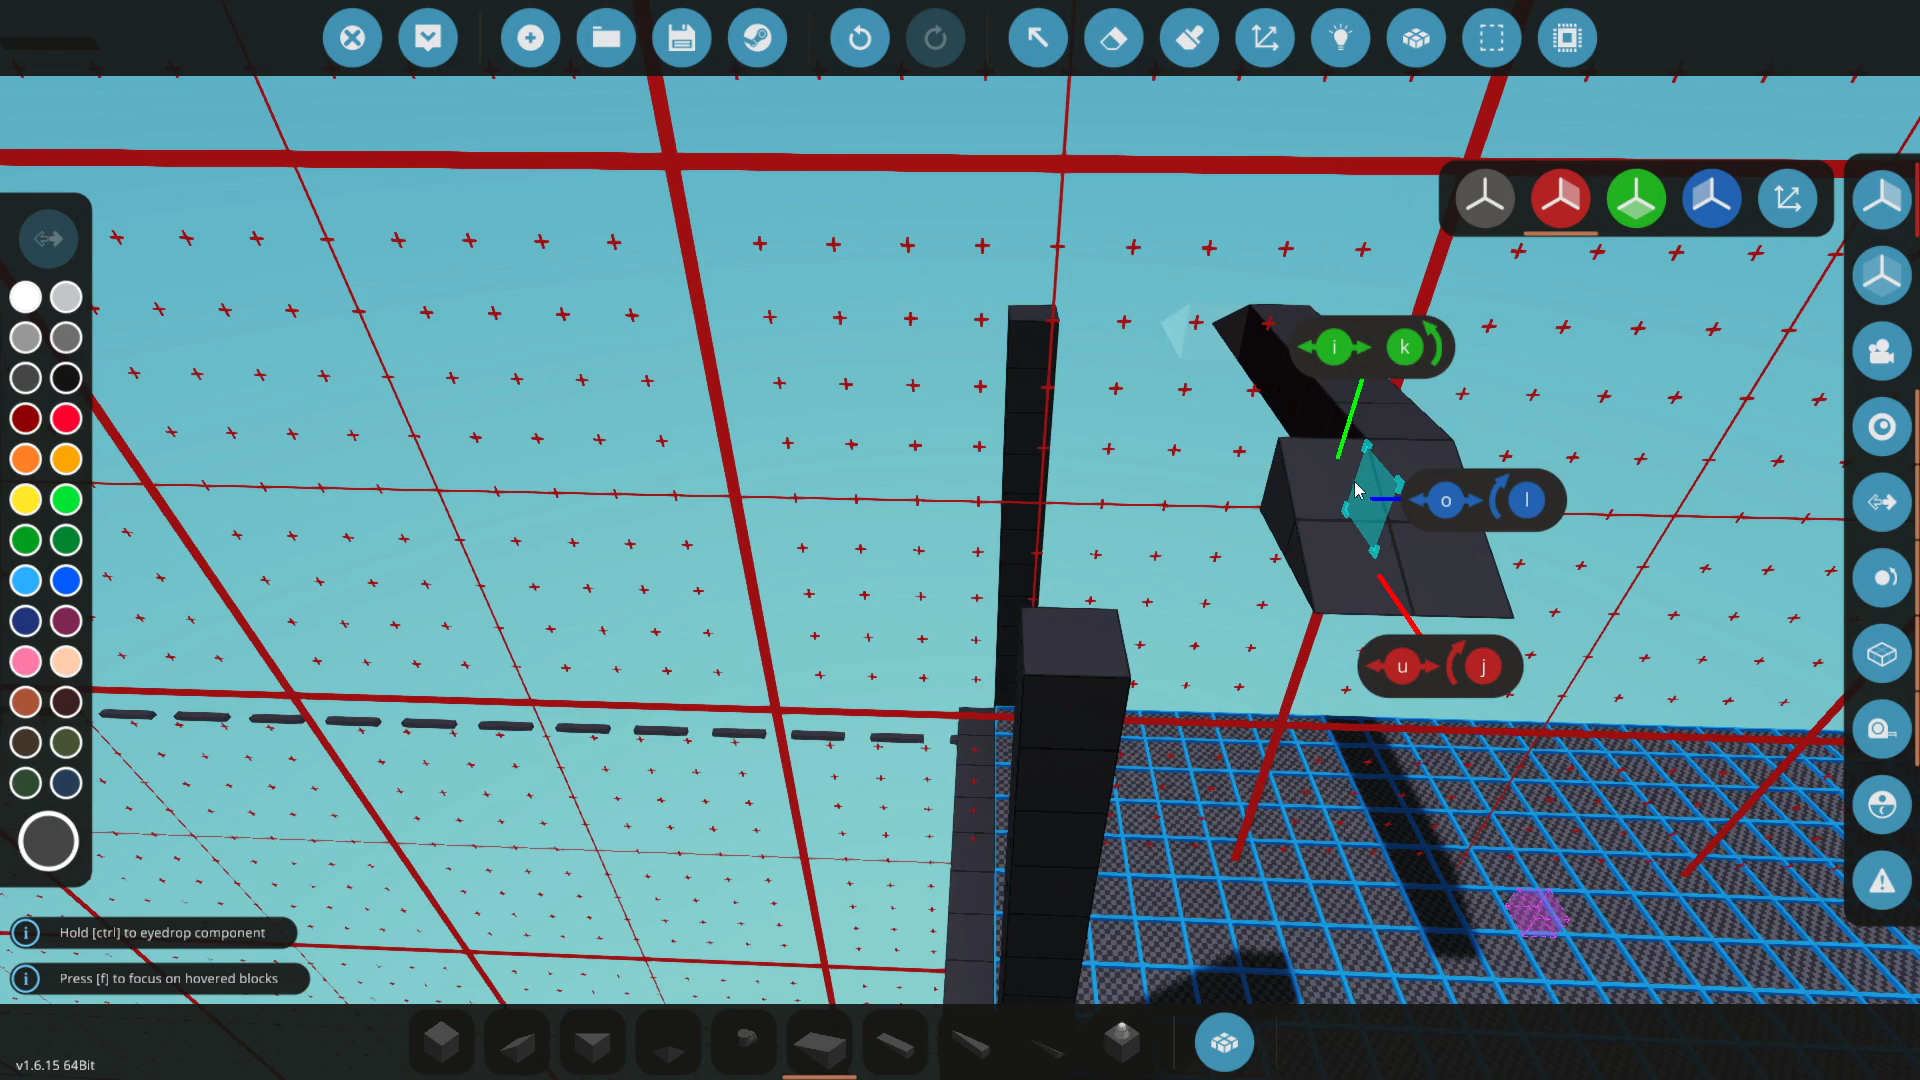 i k
o l
u j
Hold [ctrl] to eyedrop component
Press [f] to focus on hovered blocks
v1.6.15 64Bit